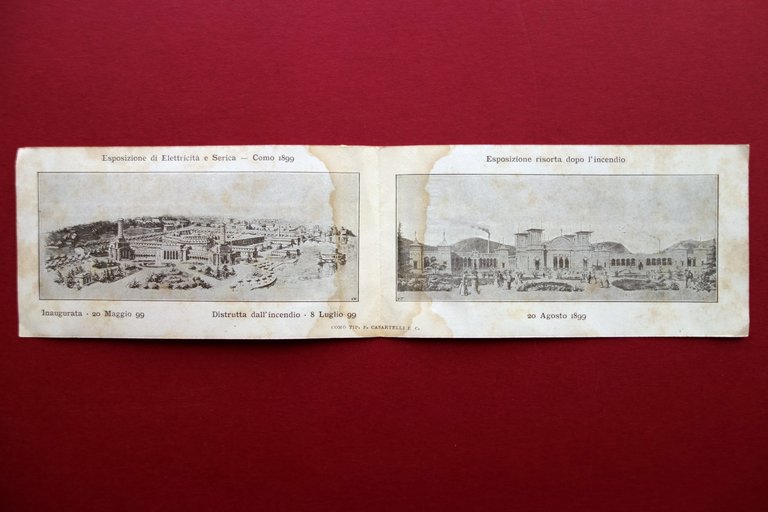 Esposizione di Elettricità e Serica — Como 1899
Inaugurata - 20 Maggio 99
Distrutta dall'incendio - 8 Luglio 99
Esposizione risorta dopo l'incendio
20 Agosto 1899
COMO TIP. F. CASARTELLI E C.